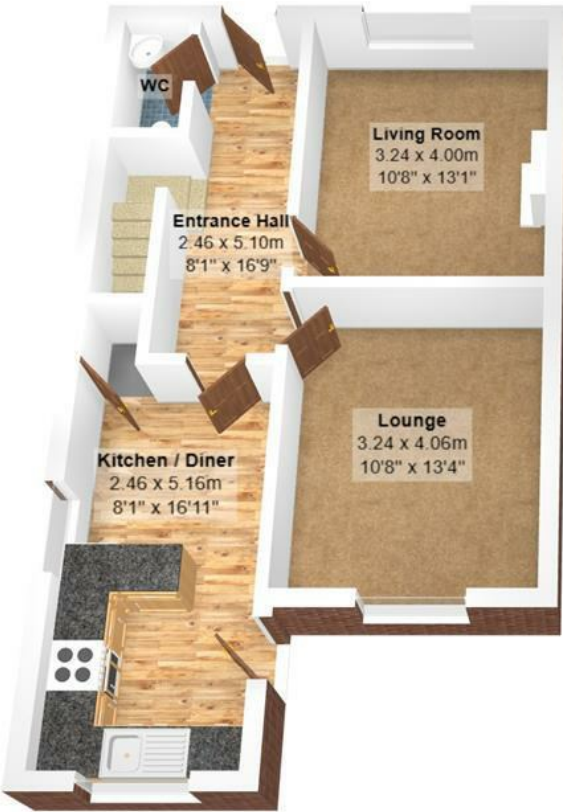 WC
Living Room
3.24 x 4.00m
10'8" x 13'1"
Entrance Hall
2.46 x 5.10m
8'1" x 16'9"
Lounge
3.24 x 4.06m
10'8" x 13'4"
Kitchen / Diner
2.46 x 5.16m
8'1" x 16'11"